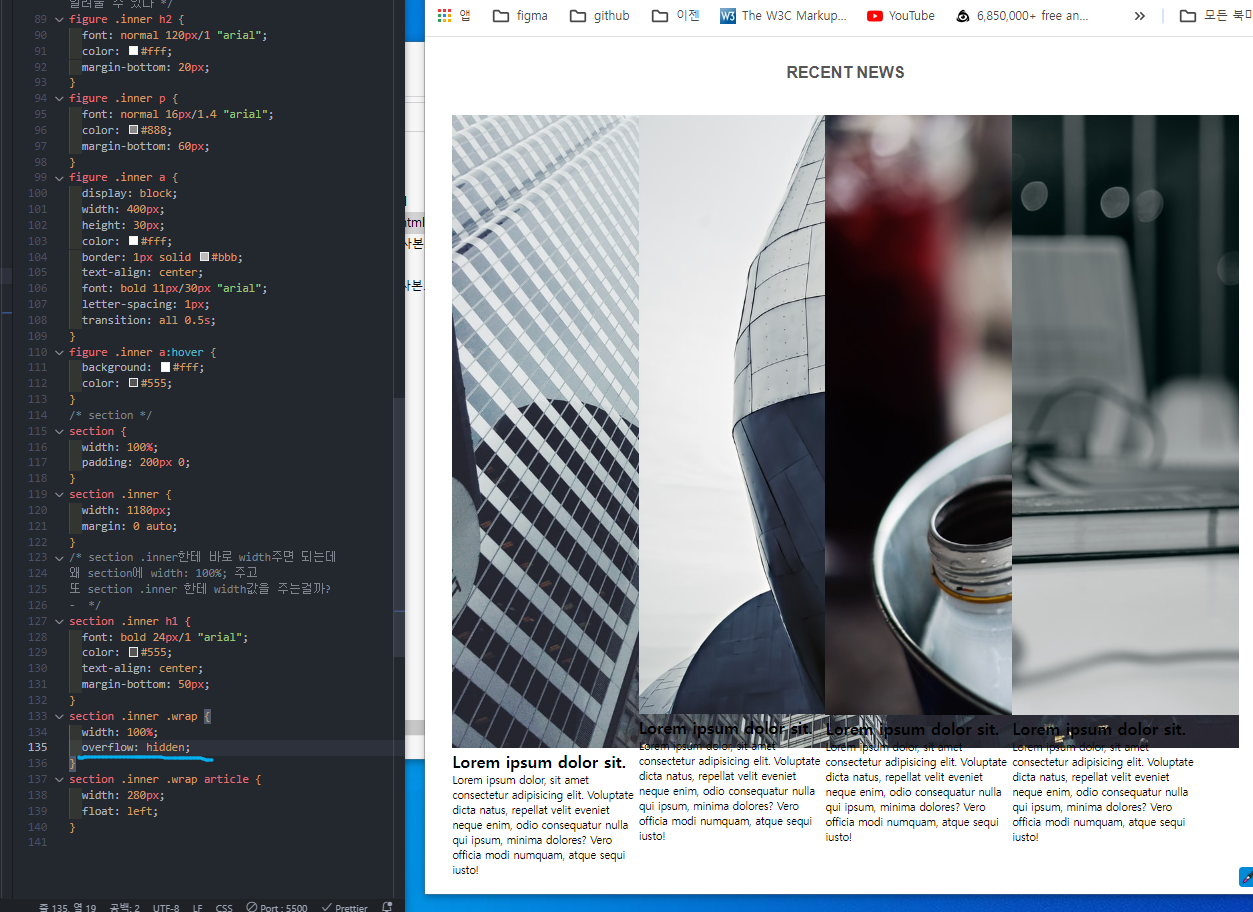 알려줄 수 있다 */
89 figure .inner h2 {
90 font: normal 120px/1 "arial";
91 color: #fff;
92 margin-bottom: 20px;
93 }
94 figure .inner p {
95 font: normal 16px/1.4 "arial";
96 color: #888;
97 margin-bottom: 60px;
98 }
99 figure .inner a {
100 display: block;
101 width: 400px;
102 height: 30px;
103 color: #fff;
104 border: 1px solid #bbb;
105 text-align: center;
106 font: bold 11px/30px "arial";
107 letter-spacing: 1px;
108 transition: all 0.5s;
109 }
110 figure .inner a:hover {
111 background: #fff;
112 color: #555;
113 }
114 /* section */
115 section {
116 width: 100%;
117 padding: 200px 0;
118 }
119 section .inner {
120 width: 1180px;
121 margin: 0 auto;
122 }
123 /* section .inner한테 바로 width주면 되는데
124 왜 section에 width: 100%; 주고
125 또 section .inner 한테 width값을 주는걸까?
126 - */
127 section .inner h1 {
128 font: bold 24px/1 "arial";
129 color: #555;
130 text-align: center;
131 margin-bottom: 50px;
132 }
133 section .inner .wrap {
134 width: 100%;
135 overflow: hidden;
136 }
137 section .inner .wrap article {
138 width: 280px;
139 float: left;
140 }
141
줄 135, 열 19 공백: 2 UTF-8 LF CSS Port : 5500 Prettier
html
사본
사본
앱 figma github 이젠 W3 The W3C Markup... YouTube 6,850,000+ free an... » 모든 북마
RECENT NEWS
Lorem ipsum dolor sit.
Lorem ipsum dolor, sit amet
consectetur adipisicing elit. Voluptate
dicta natus, repellat velit eveniet
neque enim, odio consequatur nulla
qui ipsum, minima dolores? Vero
officia modi numquam, atque sequi
iusto!
Lorem ipsum dolor sit.
Lorem ipsum dolor, sit amet
consectetur adipisicing elit. Voluptate
dicta natus, repellat velit eveniet
neque enim, odio consequatur nulla
qui ipsum, minima dolores? Vero
officia modi numquam, atque sequi
iusto!
Lorem ipsum dolor sit.
Lorem ipsum dolor, sit amet
consectetur adipisicing elit. Voluptate
dicta natus, repellat velit eveniet
neque enim, odio consequatur nulla
qui ipsum, minima dolores? Vero
officia modi numquam, atque sequi
iusto!
Lorem ipsum dolor sit.
Lorem ipsum dolor, sit amet
consectetur adipisicing elit. Voluptate
dicta natus, repellat velit eveniet
neque enim, odio consequatur nulla
qui ipsum, minima dolores? Vero
officia modi numquam, atque sequi
iusto!